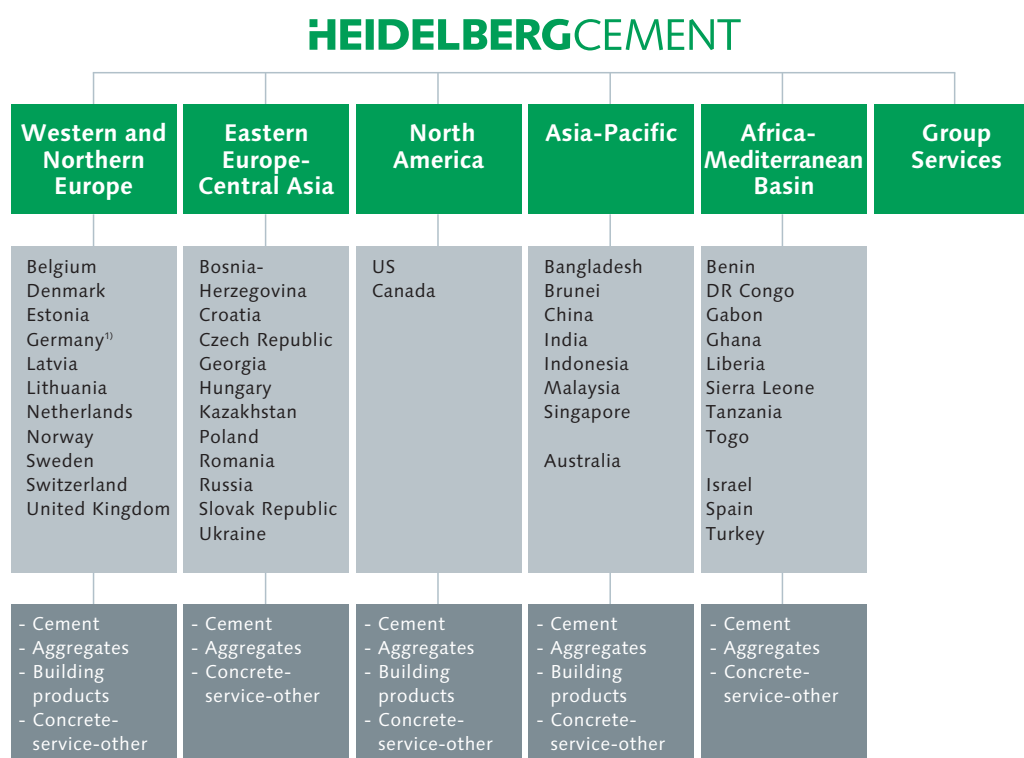 HEIDELBERGCEMENT
Western and
Northern
Europe
Eastern
Europe-
Central Asia
North
America
Asia-Pacific
Africa-
Mediterranean
Basin
Group
Services
Belgium
Denmark
Estonia
Germany¹⁾
Latvia
Lithuania
Netherlands
Norway
Sweden
Switzerland
United Kingdom
Bosnia-
Herzegovina
Croatia
Czech Republic
Georgia
Hungary
Kazakhstan
Poland
Romania
Russia
Slovak Republic
Ukraine
US
Canada
Bangladesh
Brunei
China
India
Indonesia
Malaysia
Singapore
Australia
Benin
DR Congo
Gabon
Ghana
Liberia
Sierra Leone
Tanzania
Togo
Israel
Spain
Turkey
- Cement
- Aggregates
- Building
products
- Concrete-
service-other
- Cement
- Aggregates
- Concrete-
service-other
- Cement
- Aggregates
- Building
products
- Concrete-
service-other
- Cement
- Aggregates
- Building
products
- Concrete-
service-other
- Cement
- Aggregates
- Concrete-
service-other